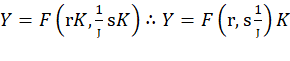 Y = F(rK, 1/J sK) ∴ Y = F(r, s 1/J) K